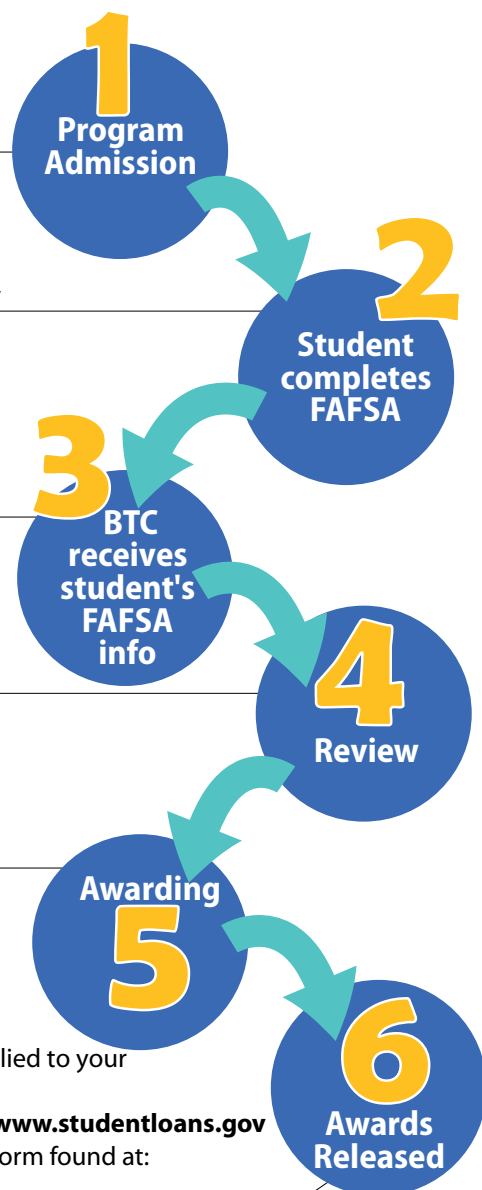 1
Program
Admission
2
Student
completes
FAFSA
3
BTC
receives
student's
FAFSA
info
4
Review
Awarding
5
lied to your
www.studentloans.gov
orm found at:
6
Awards
Released